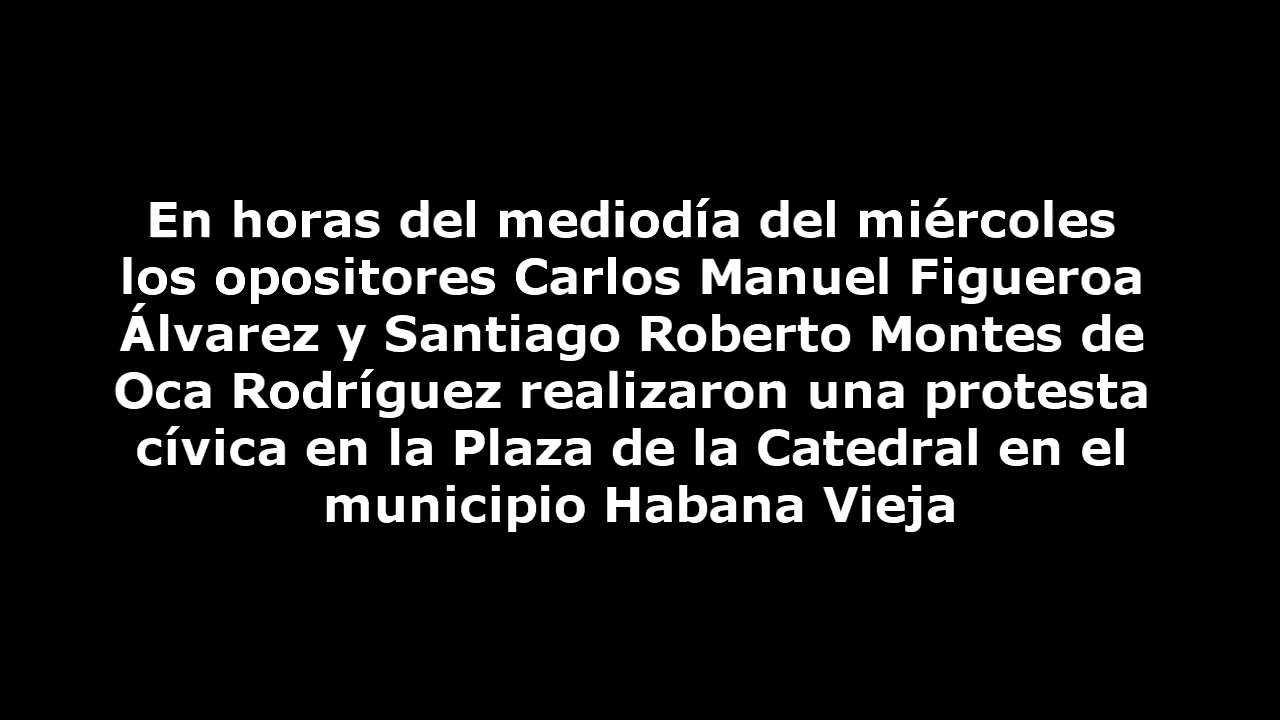 En horas del mediodía del miércoles
los opositores Carlos Manuel Figueroa
Álvarez y Santiago Roberto Montes de
Oca Rodríguez realizaron una protesta
cívica en la Plaza de la Catedral en el
municipio Habana Vieja